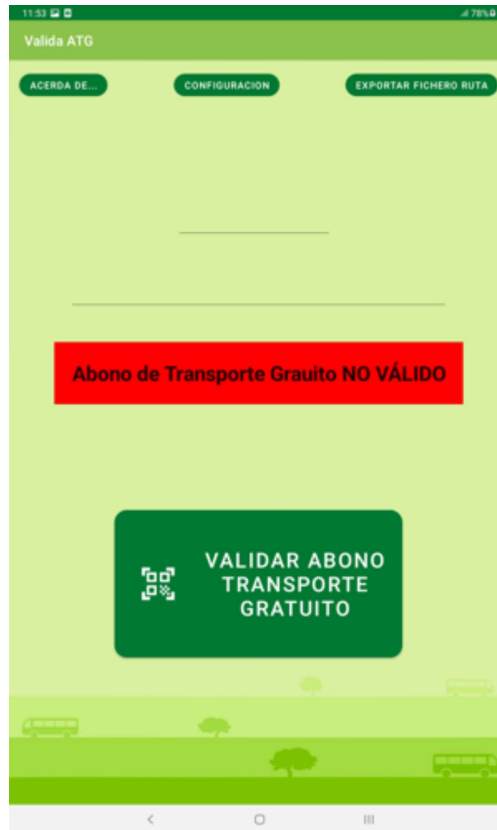 11:53
78%
Valida ATG
ACERDA DE...
CONFIGURACION
EXPORTAR FICHERO RUTA
Abono de Transporte Grauito NO VÁLIDO
VALIDAR ABONO
TRANSPORTE
GRATUITO